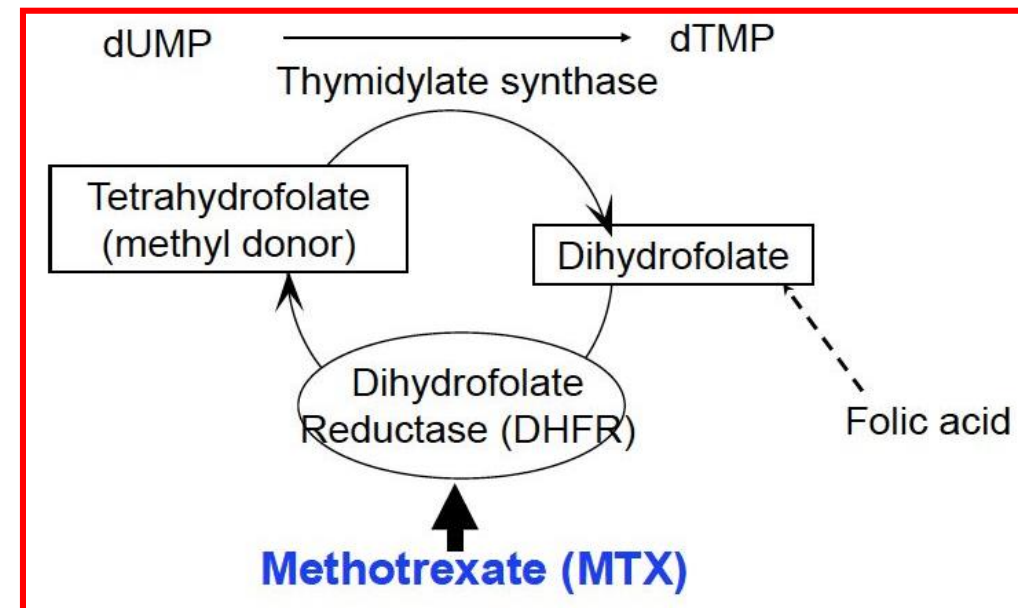 dUMP
dTMP
Thymidylate synthase
Tetrahydrofolate
(methyl donor)
Dihydrofolate
Dihydrofolate
Reductase (DHFR)
Folic acid
Methotrexate (MTX)